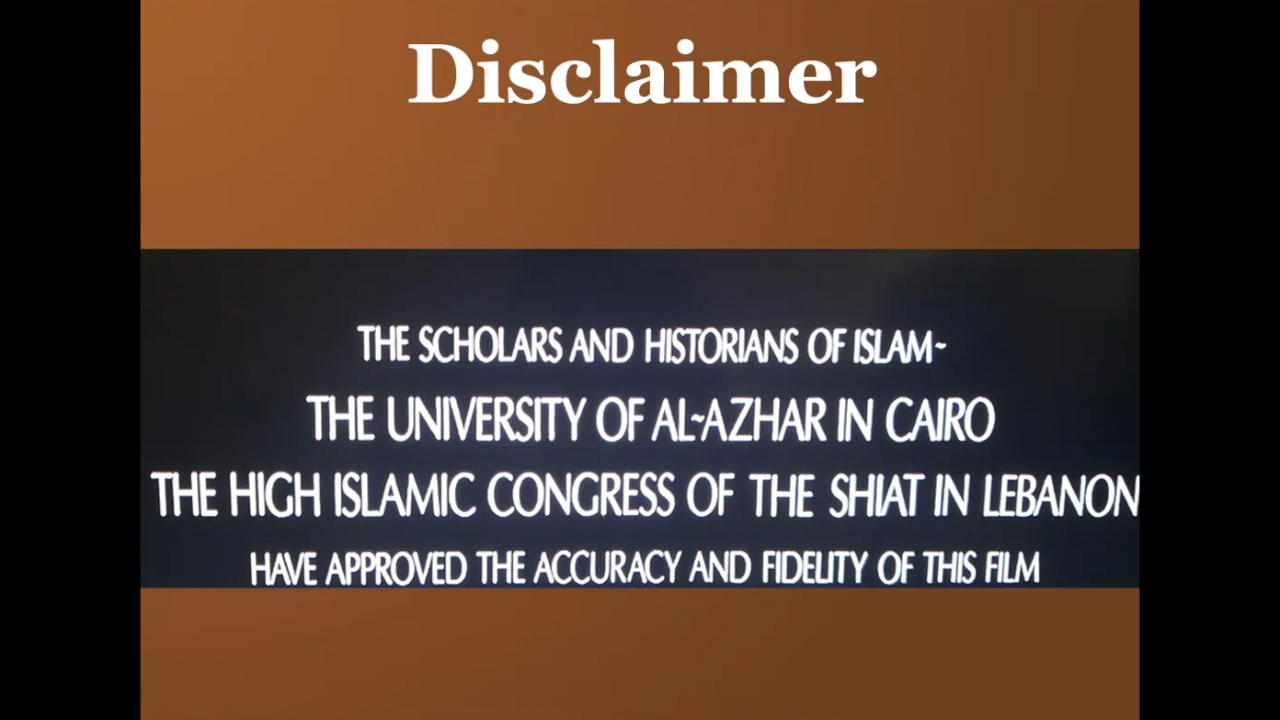 Disclaimer
THE SCHOLARS AND HISTORIANS OF ISLAM~
THE UNIVERSITY OF AL~AZHAR IN CAIRO
THE HIGH ISLAMIC CONGRESS OF THE SHIAT IN LEBANON
HAVE APPROVED THE ACCURACY AND FIDELITY OF THIS FILM